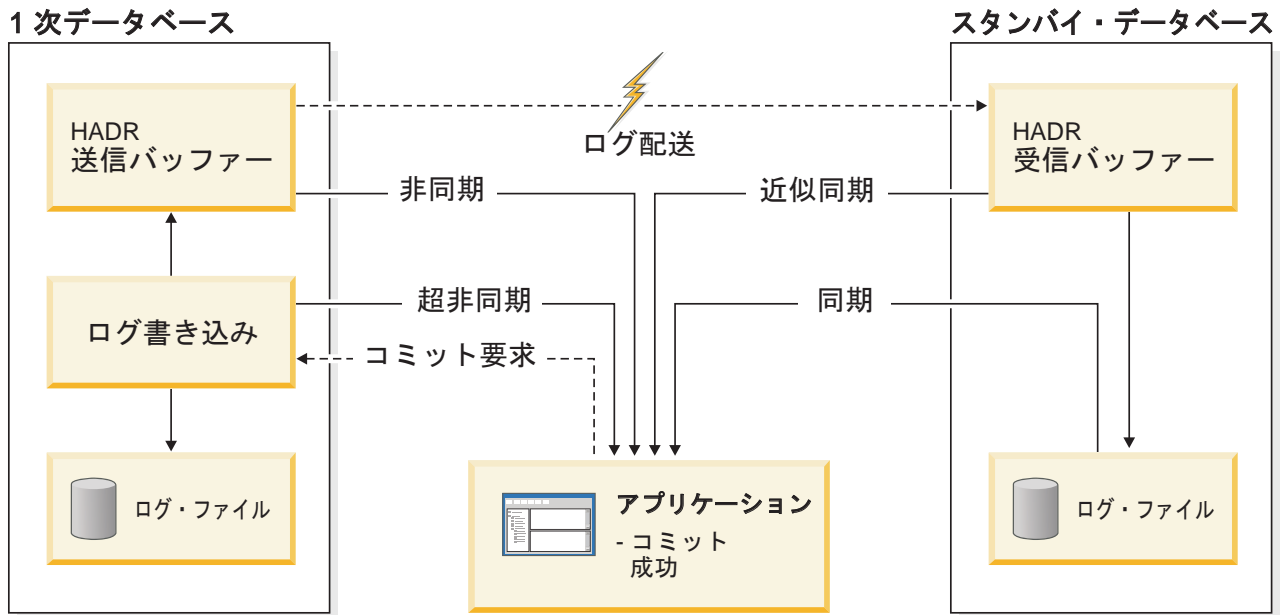 1 次データベース
スタンバイ・データベース
HADR
送信バッファー
ログ配送
HADR
受信バッファー
非同期
近似同期
ログ書き込み
超非同期
同期
コミット要求
ログ・ファイル
アプリケーション
- コミット
成功
ログ・ファイル